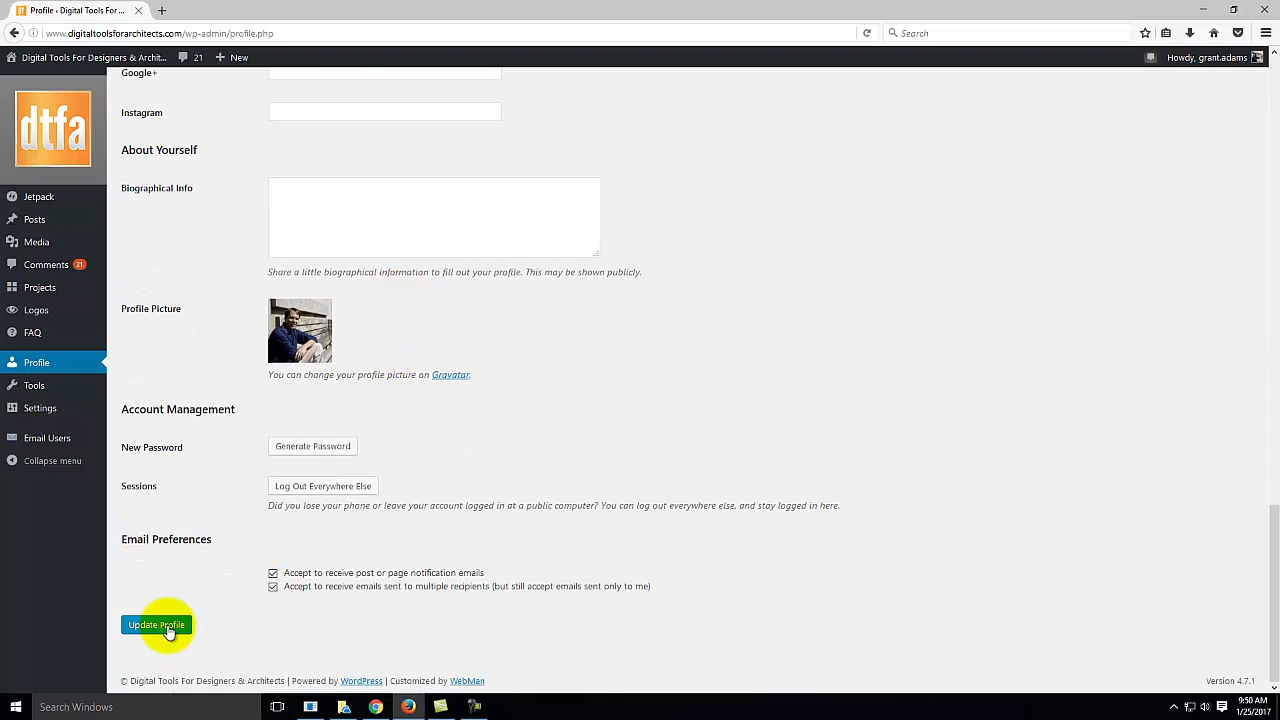 Profile ‹ Digital Tools For ...
www.digitaltoolsforarchitects.com/wp-admin/profile.php
Search
Digital Tools For Designers & Archit...
21
New
Howdy, grant.adams
dtfa
Jetpack
Posts
Media
Comments 21
Projects
Logos
FAQ
Profile
Tools
Settings
Email Users
Collapse menu
Google+
Instagram
About Yourself
Biographical Info
Share a little biographical information to fill out your profile. This may be shown publicly.
Profile Picture
You can change your profile picture on Gravatar.
Account Management
New Password
Generate Password
Sessions
Log Out Everywhere Else
Did you lose your phone or leave your account logged in at a public computer? You can log out everywhere else, and stay logged in here.
Email Preferences
Accept to receive post or page notification emails
Accept to receive emails sent to multiple recipients (but still accept emails sent only to me)
Update Profile
© Digital Tools For Designers & Architects | Powered by WordPress | Customized by WebMan
Version 4.7.1
Search Windows
9:50 AM
1/25/2017